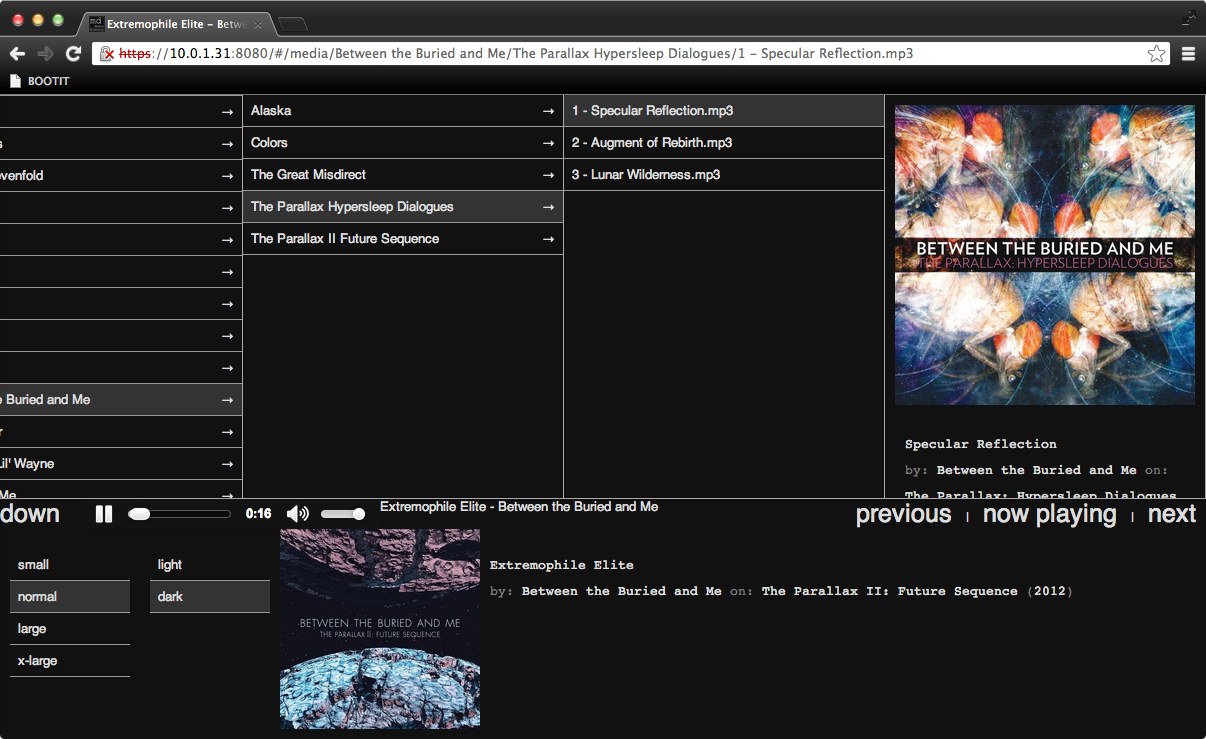 md
Extremophile Elite – Betw
https://10.0.1.31:8080/#/media/Between the Buried and Me/The Parallax Hypersleep Dialogues/1 – Specular Reflection.mp3
BOOTIT
→
s →
venfold →
→
→
→
→
→
→
e Buried and Me →
r →
Lil' Wayne →
Me →
Alaska →
Colors →
The Great Misdirect →
The Parallax Hypersleep Dialogues →
The Parallax II Future Sequence →
1 - Specular Reflection.mp3
2 - Augment of Rebirth.mp3
3 - Lunar Wilderness.mp3
BETWEEN THE BURIED AND ME
THE PARALLAX: HYPERSLEEP DIALOGUES
Specular Reflection
by: Between the Buried and Me on:
The Parallax: Hypersleep Dialogues
down 0:16 Extremophile Elite - Between the Buried and Me previous | now playing | next
small
normal
large
x-large
light
dark
BETWEEN THE BURIED AND ME
THE PARALLAX II: FUTURE SEQUENCE
Extremophile Elite
by: Between the Buried and Me on: The Parallax II: Future Sequence (2012)